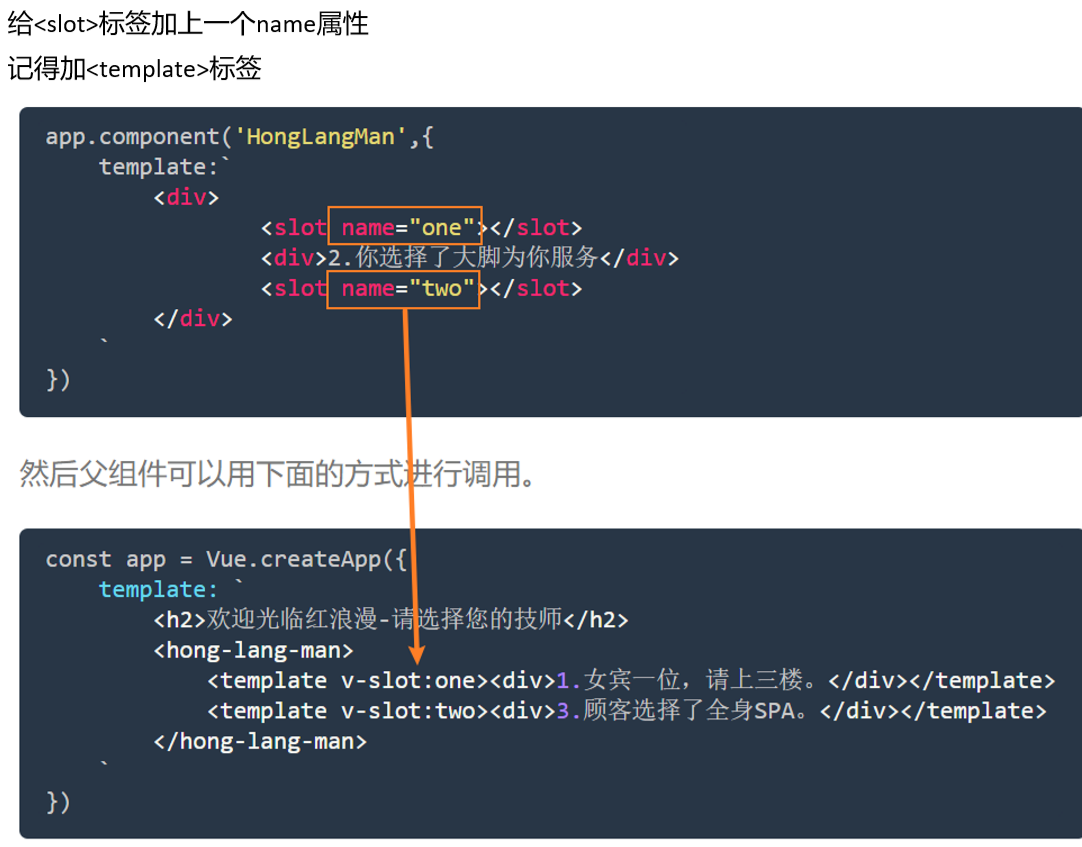 给<slot>标签加上一个name属性
记得加<template>标签
app.component('HongLangMan',{
    template:`
        <div>
                <slot name="one"></slot>
                <div>2.你选择了大脚为你服务</div>
                <slot name="two"></slot>
        </div>
    `
})
然后父组件可以用下面的方式进行调用。
const app = Vue.createApp({
    template: `
        <h2>欢迎光临红浪漫-请选择您的技师</h2>
        <hong-lang-man>
            <template v-slot:one><div>1.女宾一位，请上三楼。</div></template>
            <template v-slot:two><div>3.顾客选择了全身SPA。</div></template>
        </hong-lang-man>
    `
})